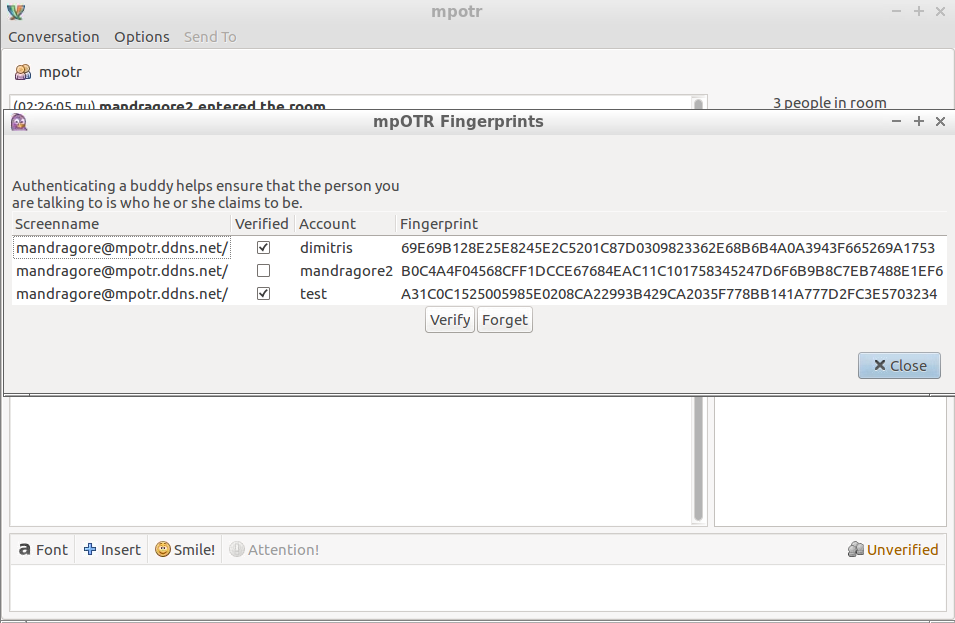 mpotr
Conversation Options Send To
mpotr
(02:26:05 πμ) mandragore2 entered the room.
3 people in room
mpOTR Fingerprints
Authenticating a buddy helps ensure that the person you
are talking to is who he or she claims to be.
Screenname Verified Account Fingerprint
mandragore@mpotr.ddns.net/ dimitris 69E69B128E25E8245E2C5201C87D0309823362E68B6B4A0A3943F665269A1753
mandragore@mpotr.ddns.net/ mandragore2 B0C4A4F04568CFF1DCCE67684EAC11C101758345247D6F6B9B8C7EB7488E1EF6
mandragore@mpotr.ddns.net/ test A31C0C1525005985E0208CA22993B429CA2035F778BB141A777D2FC3E5703234
Verify Forget
Close
a Font Insert Smile! Attention! Unverified